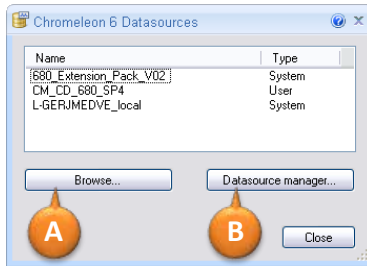 Chromeleon 6 Datasources
Name Type
680_Extension_Pack_V02 System
CM_CD_680_SP4 User
L-GERJMEDVE_local System
Browse... Datasource manager...
A B
Close